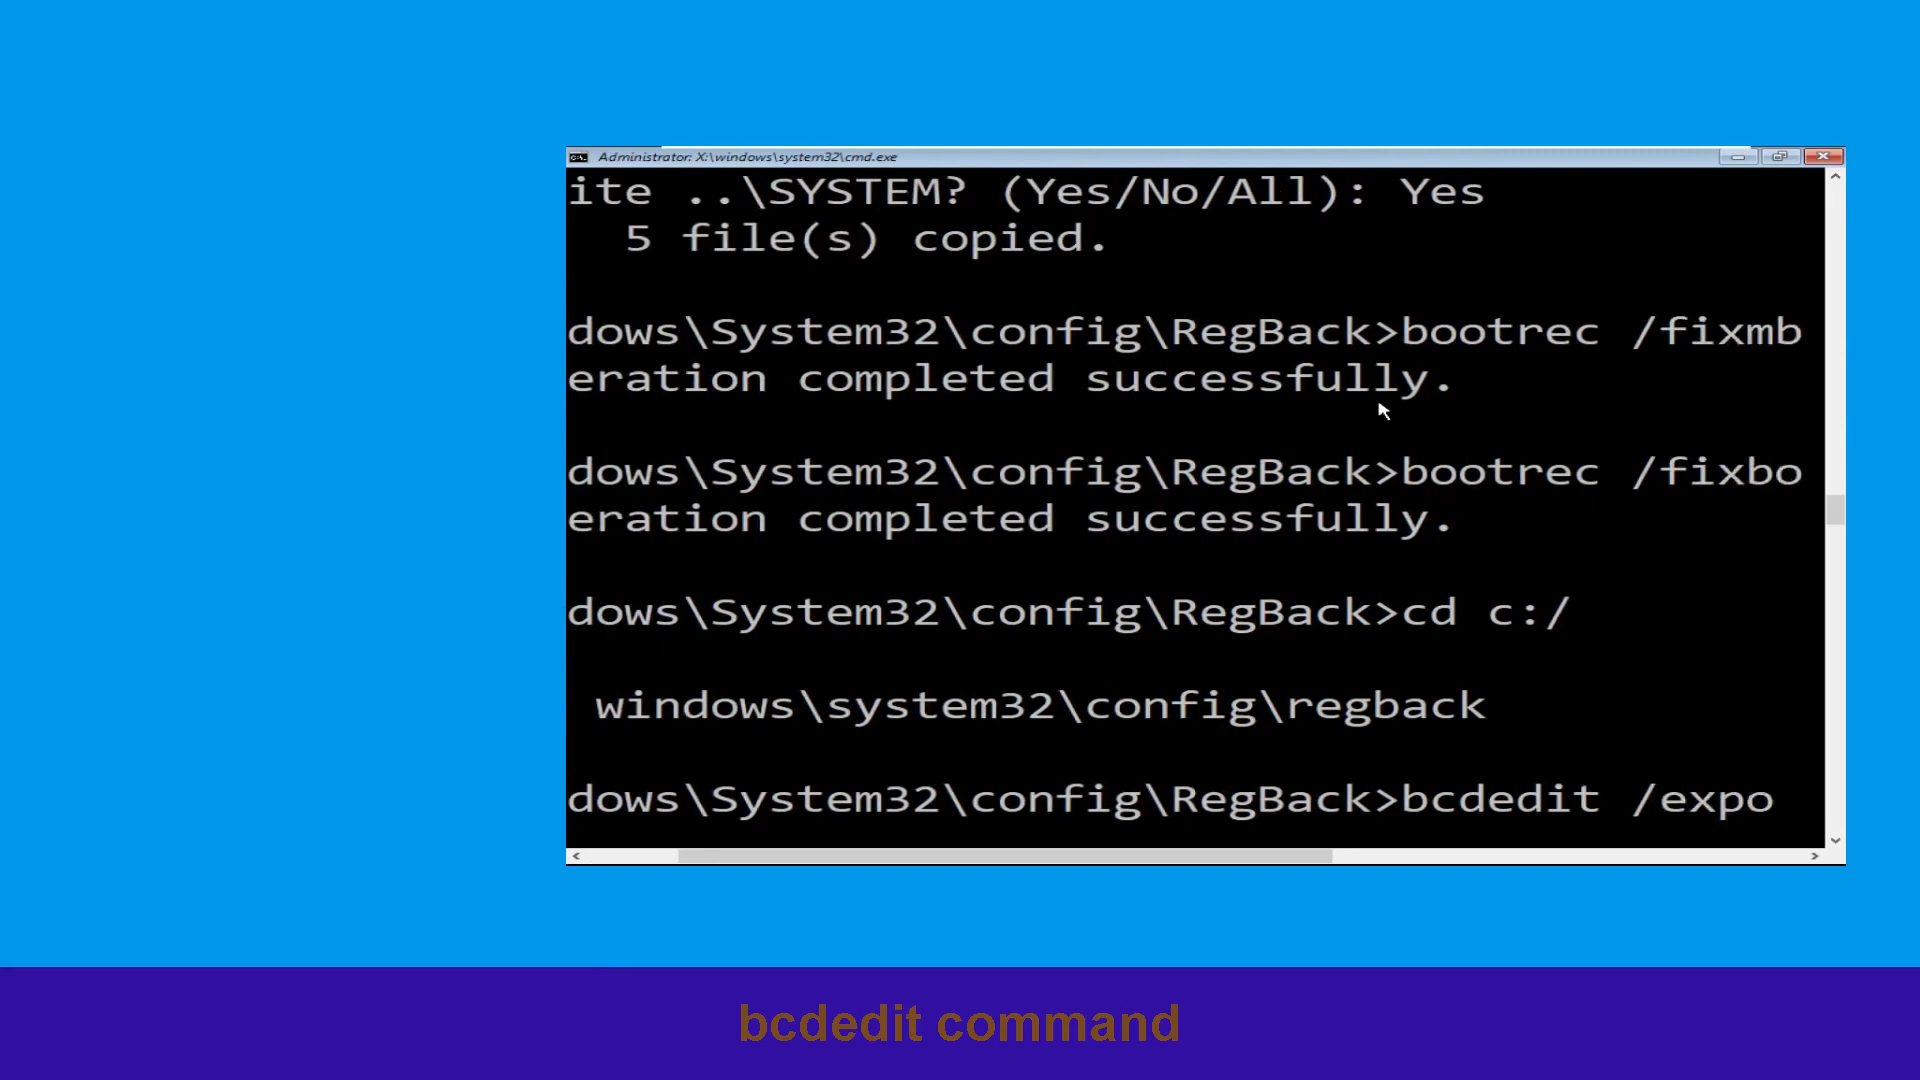 Administrator: X:\windows\system32\cmd.exe
ite ..\SYSTEM? (Yes/No/All): Yes
5 file(s) copied.
dows\System32\config\RegBack>bootrec /fixmb
eration completed successfully.
dows\System32\config\RegBack>bootrec /fixbo
eration completed successfully.
dows\System32\config\RegBack>cd c:/
windows\system32\config\regback
dows\System32\config\RegBack>bcdedit /expo
bcdedit command